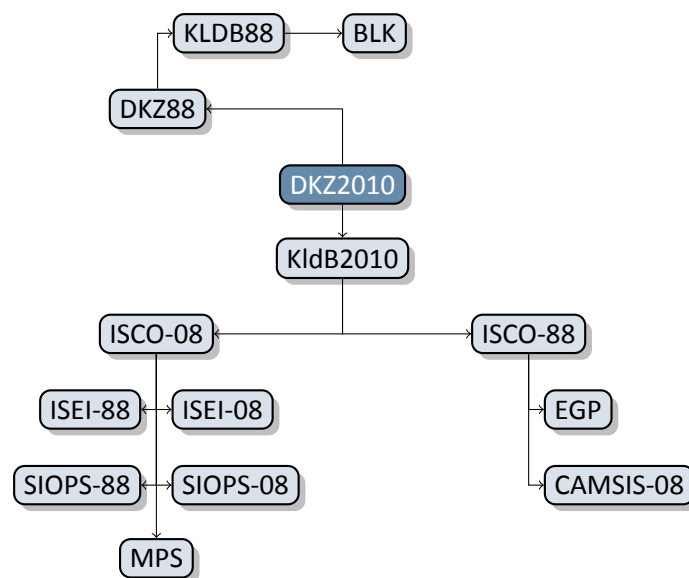 KLDB88 BLK
DKZ88
DKZ2010
KldB2010
ISCO-08 ISCO-88
ISEI-88 ISEI-08 EGP
SIOPS-88 SIOPS-08 CAMSIS-08
MPS